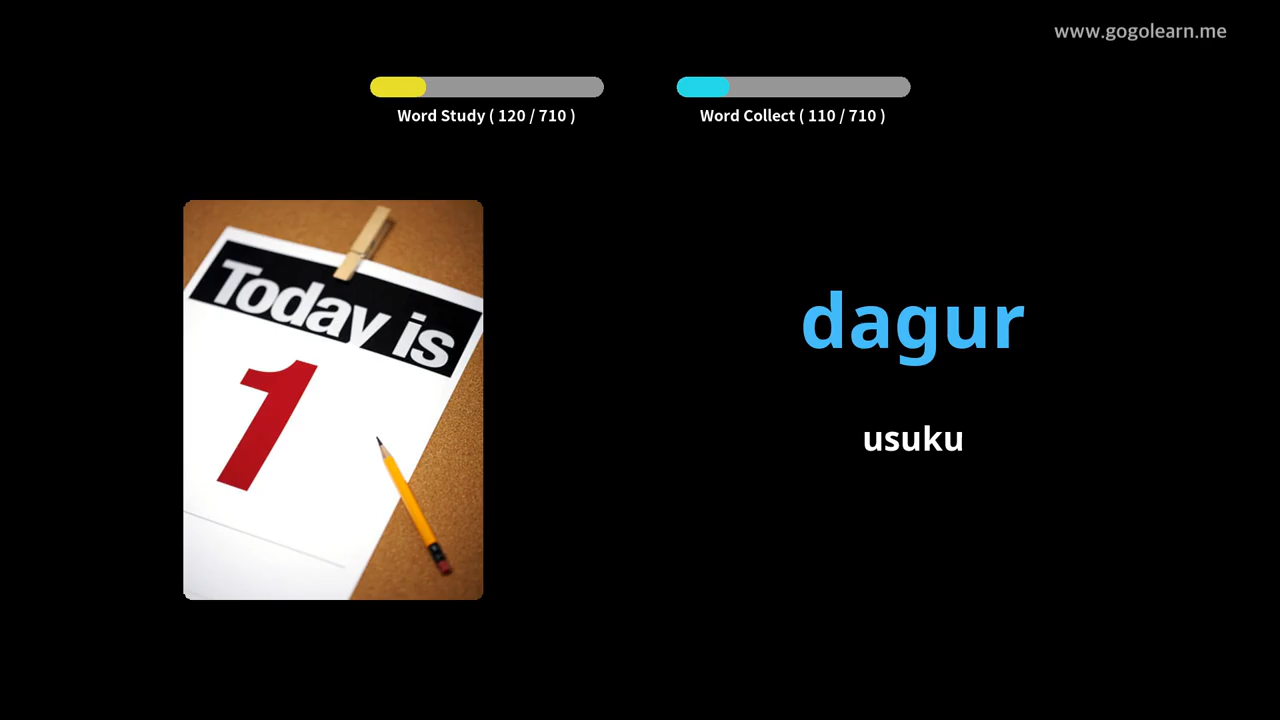 www.gogolearn.me
Word Study ( 120 / 710 )
Word Collect ( 110 / 710 )
Today is
1
dagur
usuku